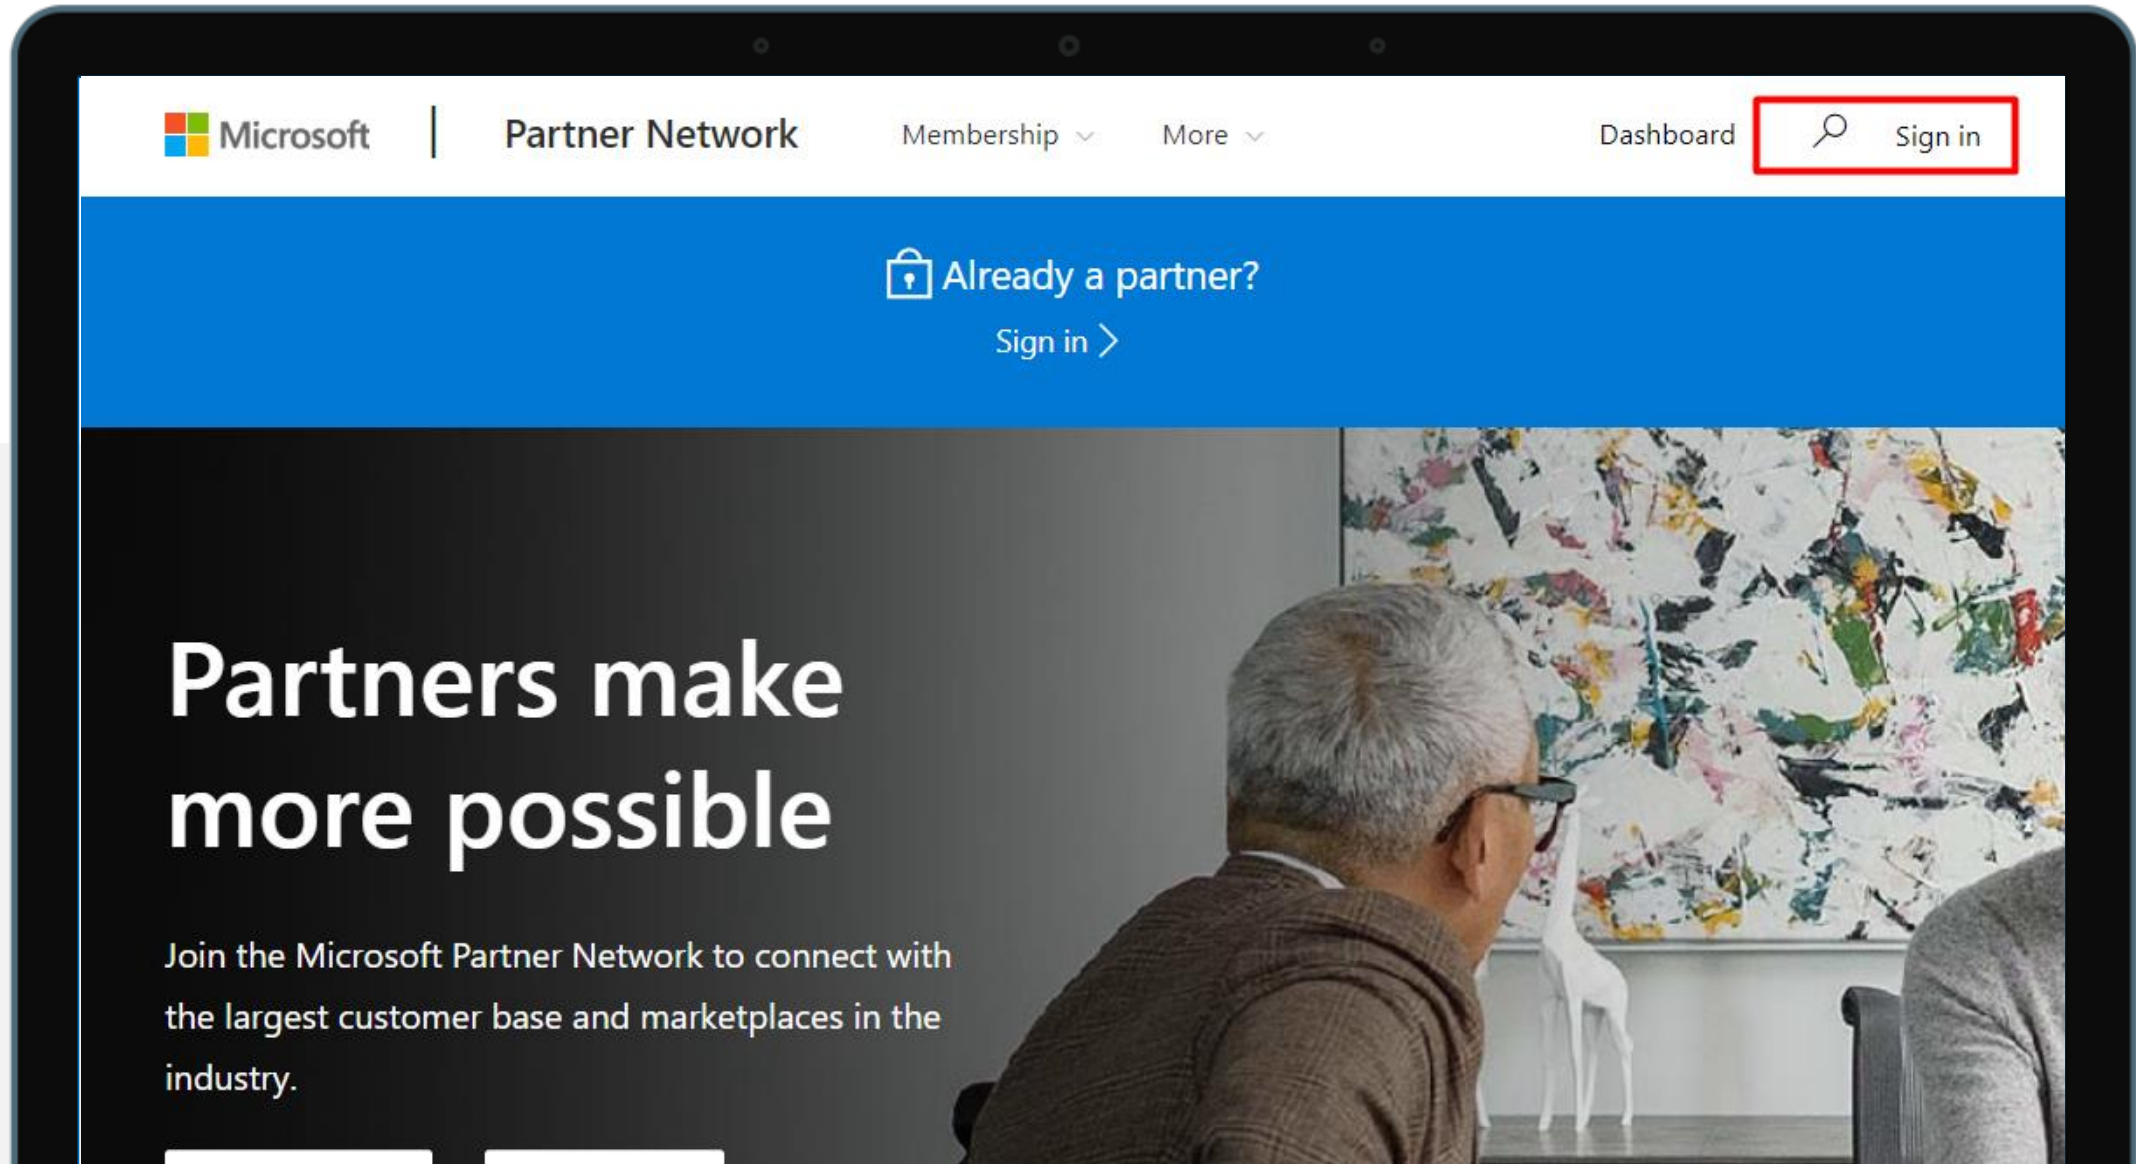 Microsoft | Partner Network Membership More Dashboard Sign in
Already a partner?
Sign in
Partners make
more possible
Join the Microsoft Partner Network to connect with
the largest customer base and marketplaces in the
industry.